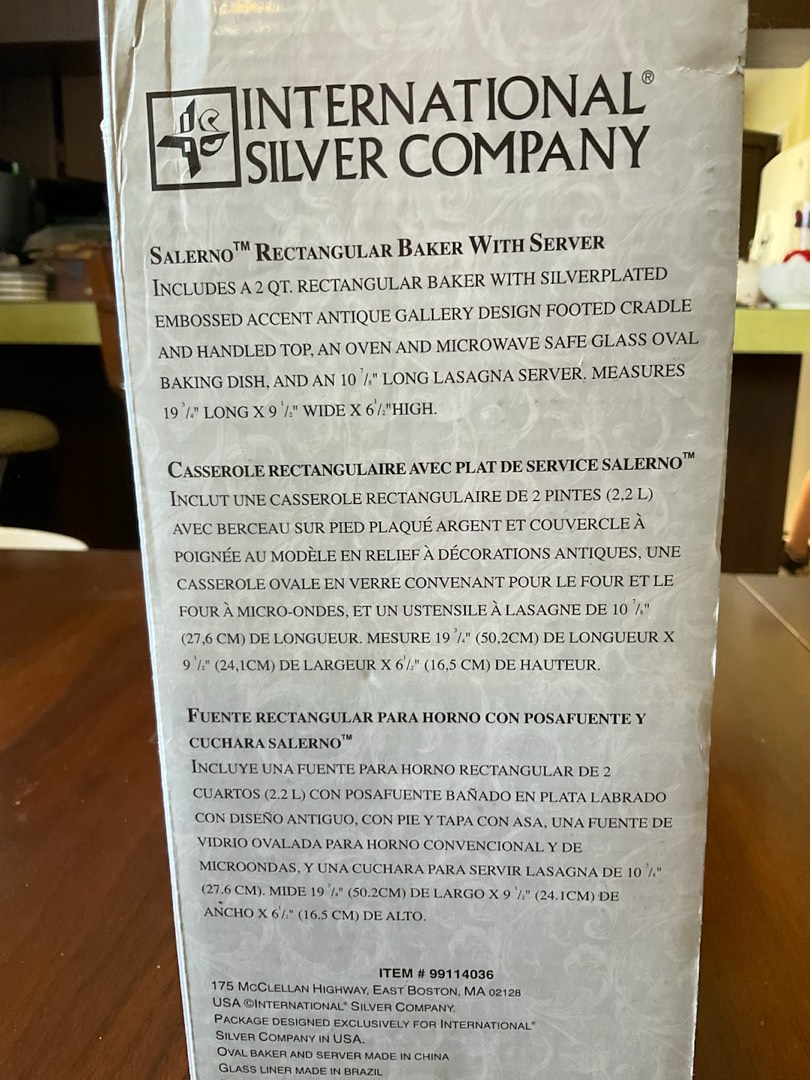 INTERNATIONAL®
SILVER COMPANY
SALERNO™ RECTANGULAR BAKER WITH SERVER
INCLUDES A 2 QT. RECTANGULAR BAKER WITH SILVERPLATED
EMBOSSED ACCENT ANTIQUE GALLERY DESIGN FOOTED CRADLE
AND HANDLED TOP, AN OVEN AND MICROWAVE SAFE GLASS OVAL
BAKING DISH, AND AN 10 7/8" LONG LASAGNA SERVER. MEASURES
19 3/4" LONG X 9 1/2" WIDE X 6 1/2"HIGH.
CASSEROLE RECTANGULAIRE AVEC PLAT DE SERVICE SALERNO™
INCLUT UNE CASSEROLE RECTANGULAIRE DE 2 PINTES (2,2 L)
AVEC BERCEAU SUR PIED PLAQUÉ ARGENT ET COUVERCLE À
POIGNÉE AU MODÈLE EN RELIEF À DÉCORATIONS ANTIQUES, UNE
CASSEROLE OVALE EN VERRE CONVENANT POUR LE FOUR ET LE
FOUR À MICRO-ONDES, ET UN USTENSILE À LASAGNE DE 10 7/8"
(27,6 CM) DE LONGUEUR. MESURE 19 3/4" (50,2CM) DE LONGUEUR X
9 1/2" (24,1CM) DE LARGEUR X 6 1/2" (16,5 CM) DE HAUTEUR.
FUENTE RECTANGULAR PARA HORNO CON POSAFUENTE Y
CUCHARA SALERNO™
INCLUYE UNA FUENTE PARA HORNO RECTANGULAR DE 2
CUARTOS (2.2 L) CON POSAFUENTE BAÑADO EN PLATA LABRADO
CON DISEÑO ANTIGUO, CON PIE Y TAPA CON ASA, UNA FUENTE DE
VIDRIO OVALADA PARA HORNO CONVENCIONAL Y DE
MICROONDAS, Y UNA CUCHARA PARA SERVIR LASAGNA DE 10 7/8"
(27.6 CM). MIDE 19 3/4" (50.2CM) DE LARGO X 9 1/2" (24.1CM) DE
ANCHO X 6 1/2" (16.5 CM) DE ALTO.
ITEM # 99114036
175 MCCLELLAN HIGHWAY, EAST BOSTON, MA 02128
USA ©INTERNATIONAL® SILVER COMPANY.
PACKAGE DESIGNED EXCLUSIVELY FOR INTERNATIONAL®
SILVER COMPANY IN USA.
OVAL BAKER AND SERVER MADE IN CHINA
GLASS LINER MADE IN BRAZIL